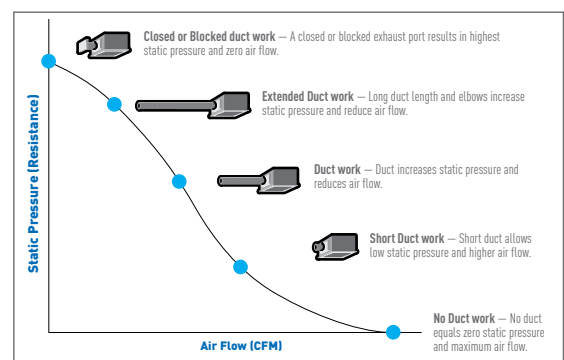 Closed or Blocked duct work — A closed or blocked exhaust port results in highest
static pressure and zero air flow.
Extended Duct work — Long duct length and elbows increase
static pressure and reduce air flow.
Duct work — Duct increases static pressure and
reduces air flow.
Short Duct work — Short duct allows
low static pressure and higher air flow.
No Duct work — No duct
equals zero static pressure
and maximum air flow.
Static Pressure (Resistance)
Air Flow (CFM)